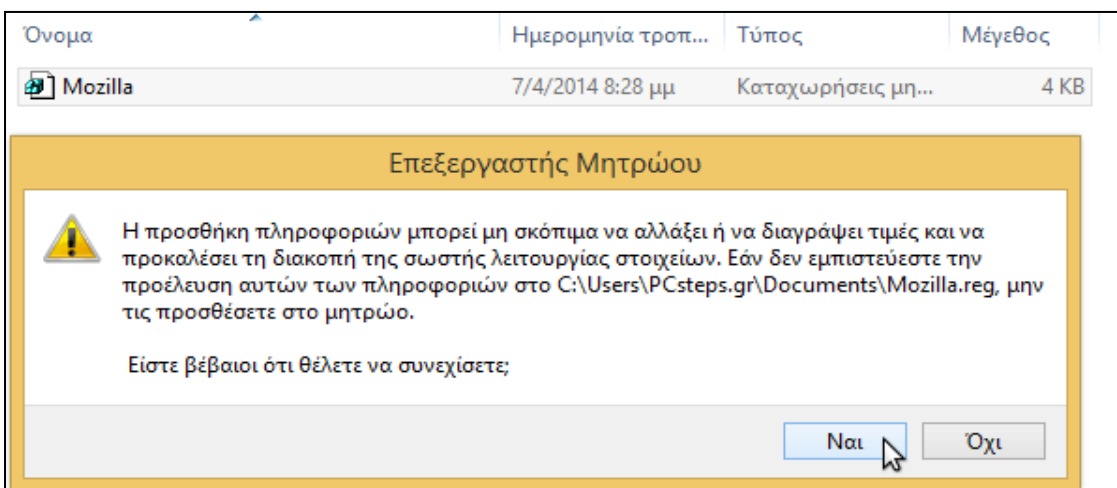 Όνομα Ημερομηνία τροπ... Τύπος Μέγεθος
Mozilla 7/4/2014 8:28 μμ Καταχωρήσεις μη... 4 KB
Επεξεργαστής Μητρώου
Η προσθήκη πληροφοριών μπορεί μη σκόπιμα να αλλάξει ή να διαγράψει τιμές και να
προκαλέσει τη διακοπή της σωστής λειτουργίας στοιχείων. Εάν δεν εμπιστεύεστε την
προέλευση αυτών των πληροφοριών στο C:\Users\PCsteps.gr\Documents\Mozilla.reg, μην
τις προσθέσετε στο μητρώο.
Είστε βέβαιοι ότι θέλετε να συνεχίσετε;
Ναι Όχι